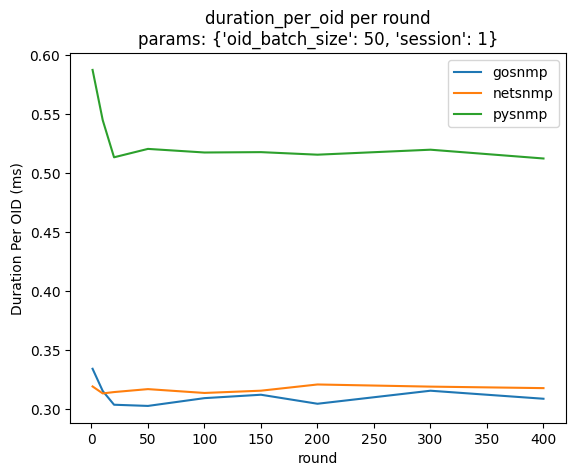 duration_per_oid per round
params: {'oid_batch_size': 50, 'session': 1}
gosnmp
netsnmp
pysnmp
Duration Per OID (ms)
0.60
0.55
0.50
0.45
0.40
0.35
0.30
0 50 100 150 200 250 300 350 400
round